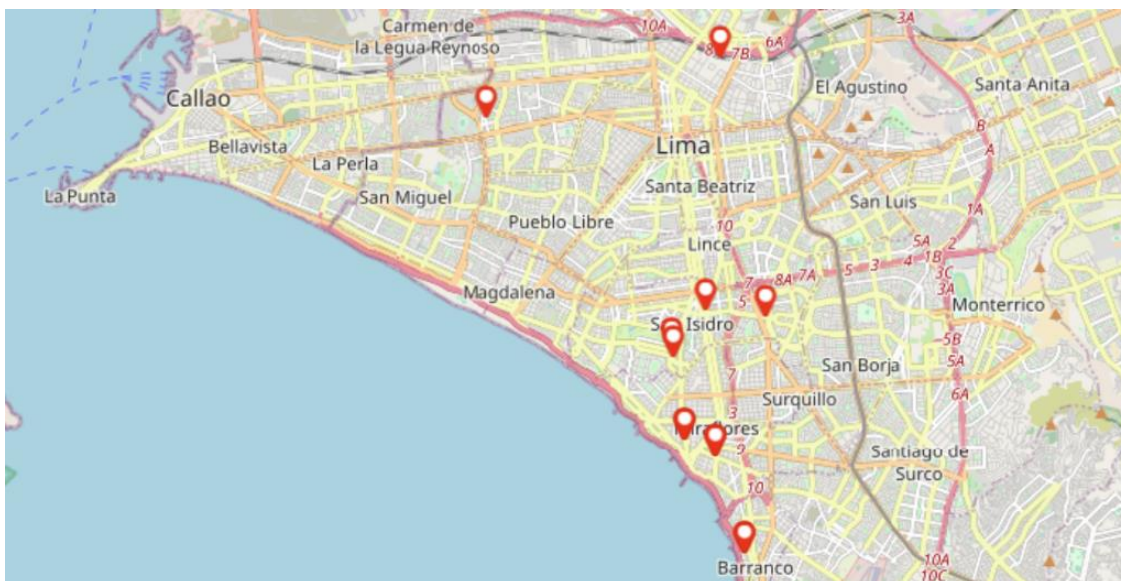 Carmen de
la Legua-Reynoso
10A
7B
6A
3A
Callao
El Agustino
Santa Anita
Bellavista
Lima
B
A
La Perla
La Punta
San Miguel
Santa Beatriz
San Luis
1A
Pueblo Libre
10
Lince
5A
2
1B
3C
3A
4
3
5
7A
8A
7
5
Magdalena
Monterrico
Isidro
5B
5A
7
San Borja
6A
Surquillo
3
9
Santiago de
Surco
10
Barranco
10A
10C